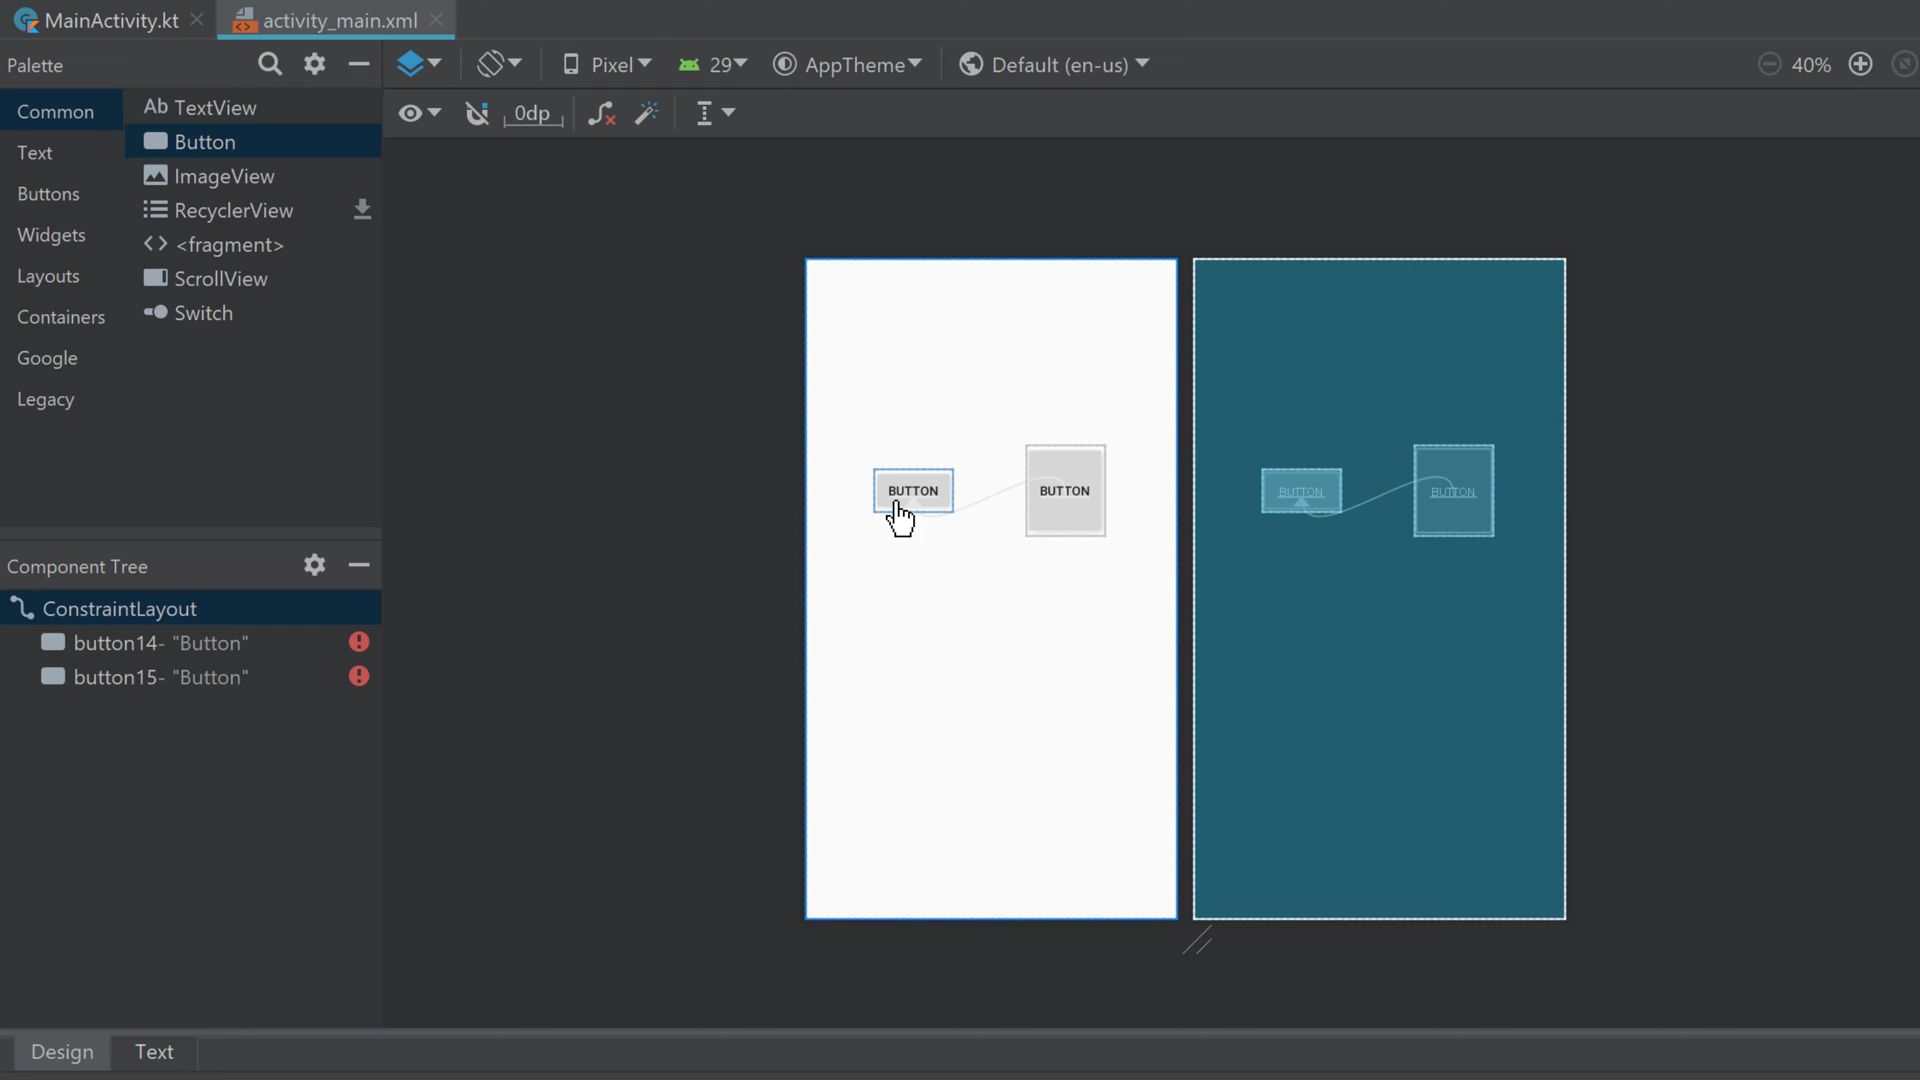 MainActivity.kt
activity_main.xml
Palette
Pixel
29
AppTheme
Default (en-us)
40%
Common
Text
Buttons
Widgets
Layouts
Containers
Google
Legacy
Ab TextView
Button
ImageView
RecyclerView
<fragment>
ScrollView
Switch
0dp
BUTTON
BUTTON
BUTTON
BUTTON
Component Tree
ConstraintLayout
button14- "Button"
button15- "Button"
Design
Text